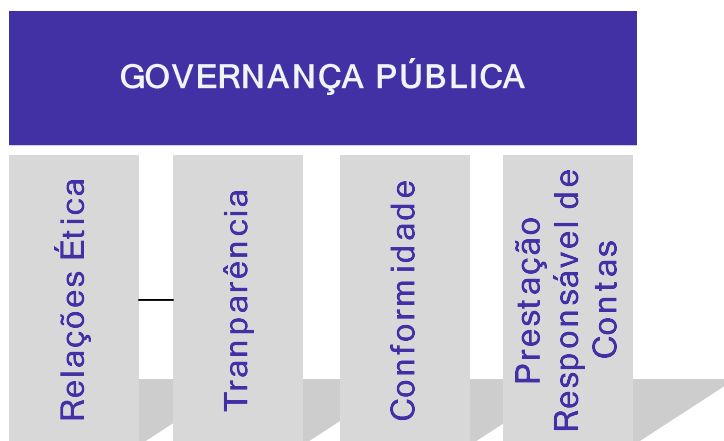 GOVERNANÇA PÚBLICA
Relações Ética
Tranparência
Conformidade
Prestação
Responsável de
Contas